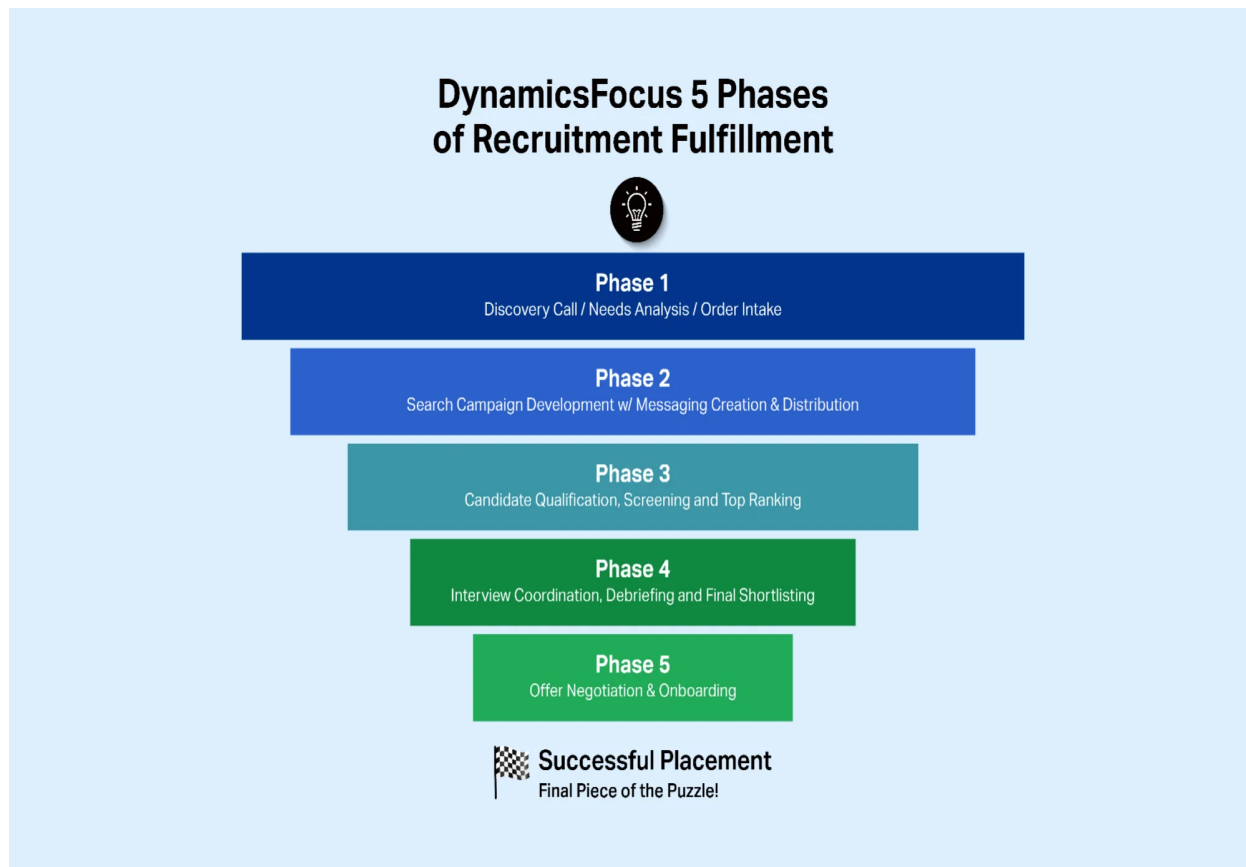 DynamicsFocus 5 Phases
of Recruitment Fulfillment
Phase 1
Discovery Call / Needs Analysis / Order Intake
Phase 2
Search Campaign Development w/ Messaging Creation & Distribution
Phase 3
Candidate Qualification, Screening and Top Ranking
Phase 4
Interview Coordination, Debriefing and Final Shortlisting
Phase 5
Offer Negotiation & Onboarding
Successful Placement
Final Piece of the Puzzle!